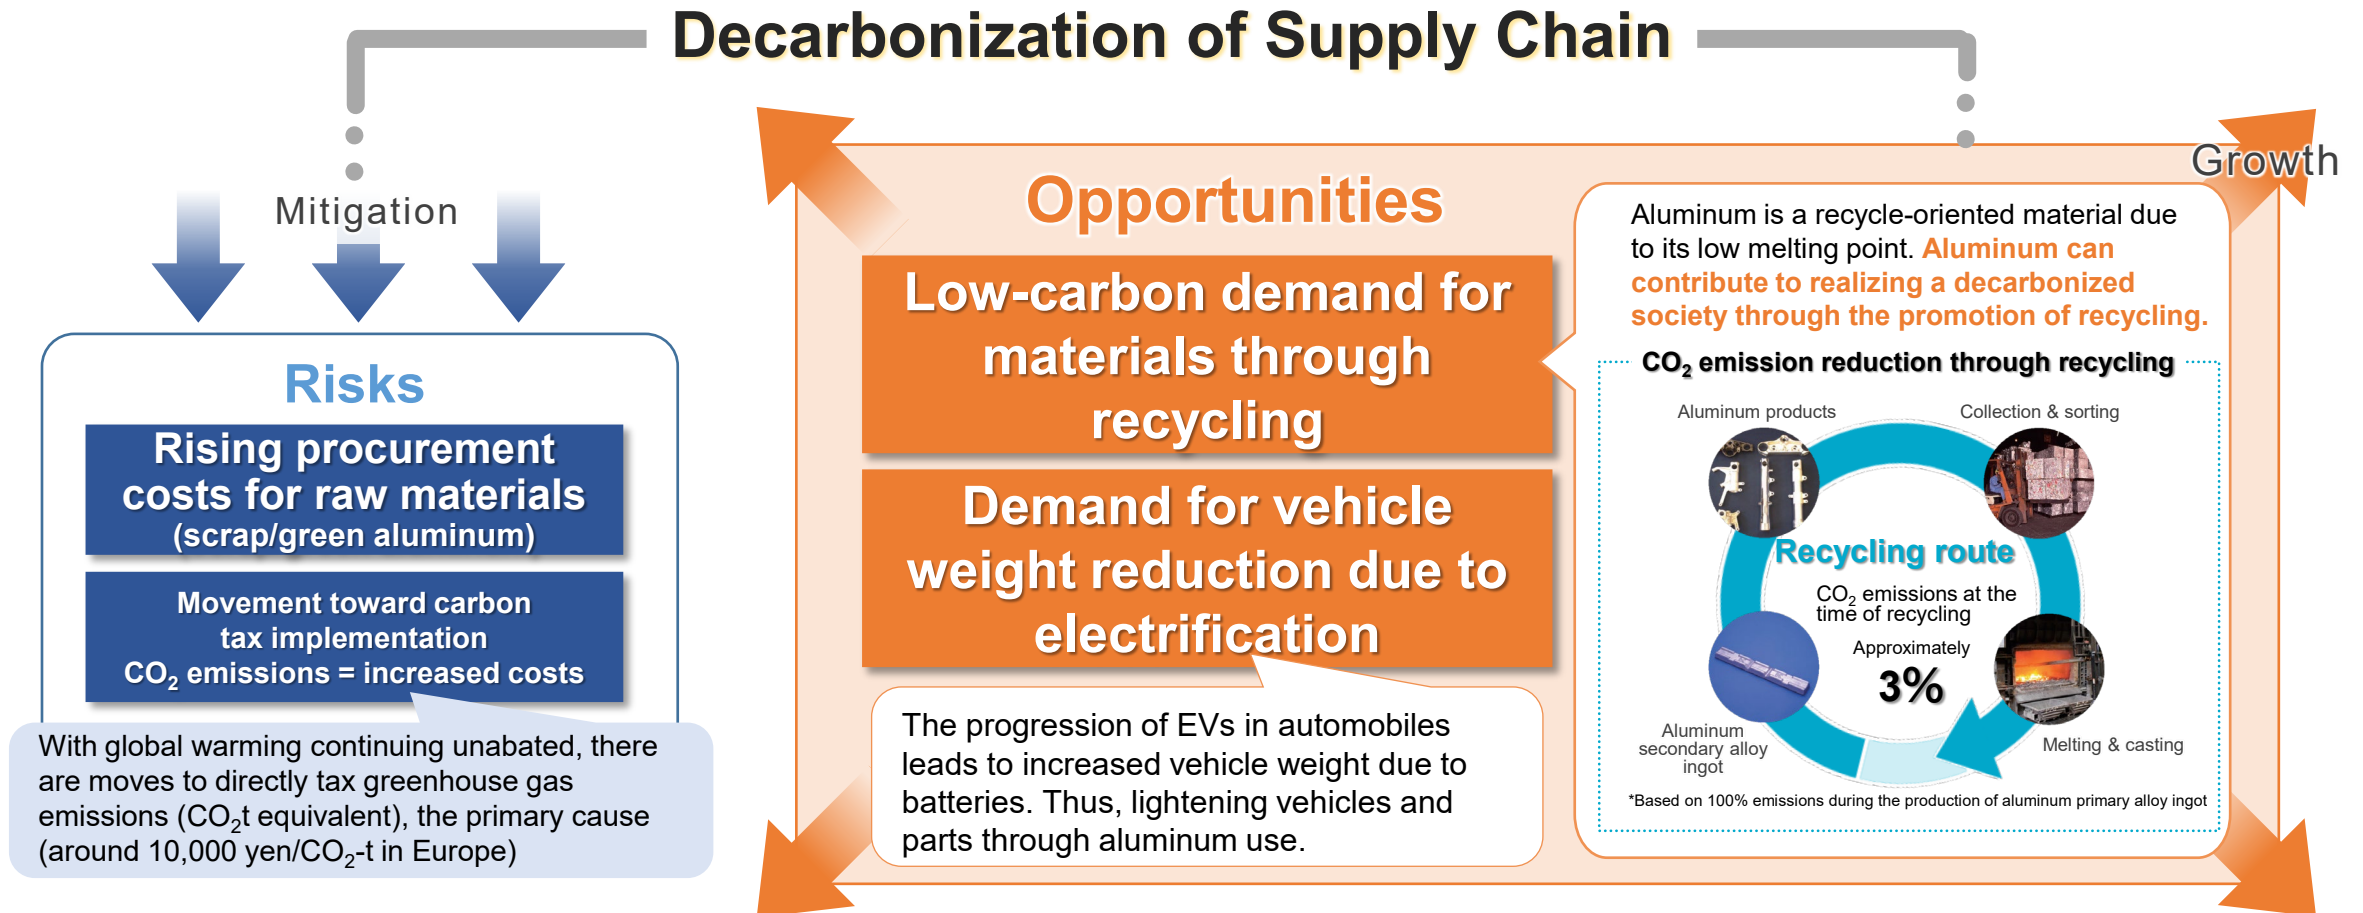 Decarbonization of Supply Chain
Mitigation
Risks
Rising procurement
costs for raw materials
(scrap/green aluminum)
Movement toward carbon
tax implementation
CO₂ emissions = increased costs
With global warming continuing unabated, there
are moves to directly tax greenhouse gas
emissions (CO₂t equivalent), the primary cause
(around 10,000 yen/CO₂-t in Europe)
Growth
Opportunities
Low-carbon demand for
materials through
recycling
Demand for vehicle
weight reduction due to
electrification
The progression of EVs in automobiles
leads to increased vehicle weight due to
batteries. Thus, lightening vehicles and
parts through aluminum use.
Aluminum is a recycle-oriented material due
to its low melting point. Aluminum can
contribute to realizing a decarbonized
society through the promotion of recycling.
CO₂ emission reduction through recycling
Aluminum products
Collection & sorting
Recycling route
CO₂ emissions at the
time of recycling
Approximately
3%
Aluminum
secondary alloy
ingot
Melting & casting
*Based on 100% emissions during the production of aluminum primary alloy ingot